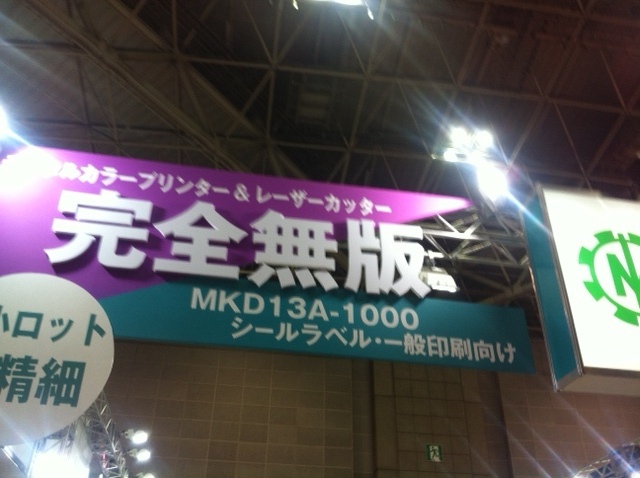 ルカラープリンター&レーザーカッター
完全無版
MKD13A-1000
シールラベル・一般印刷向け
小ロット
精細
N